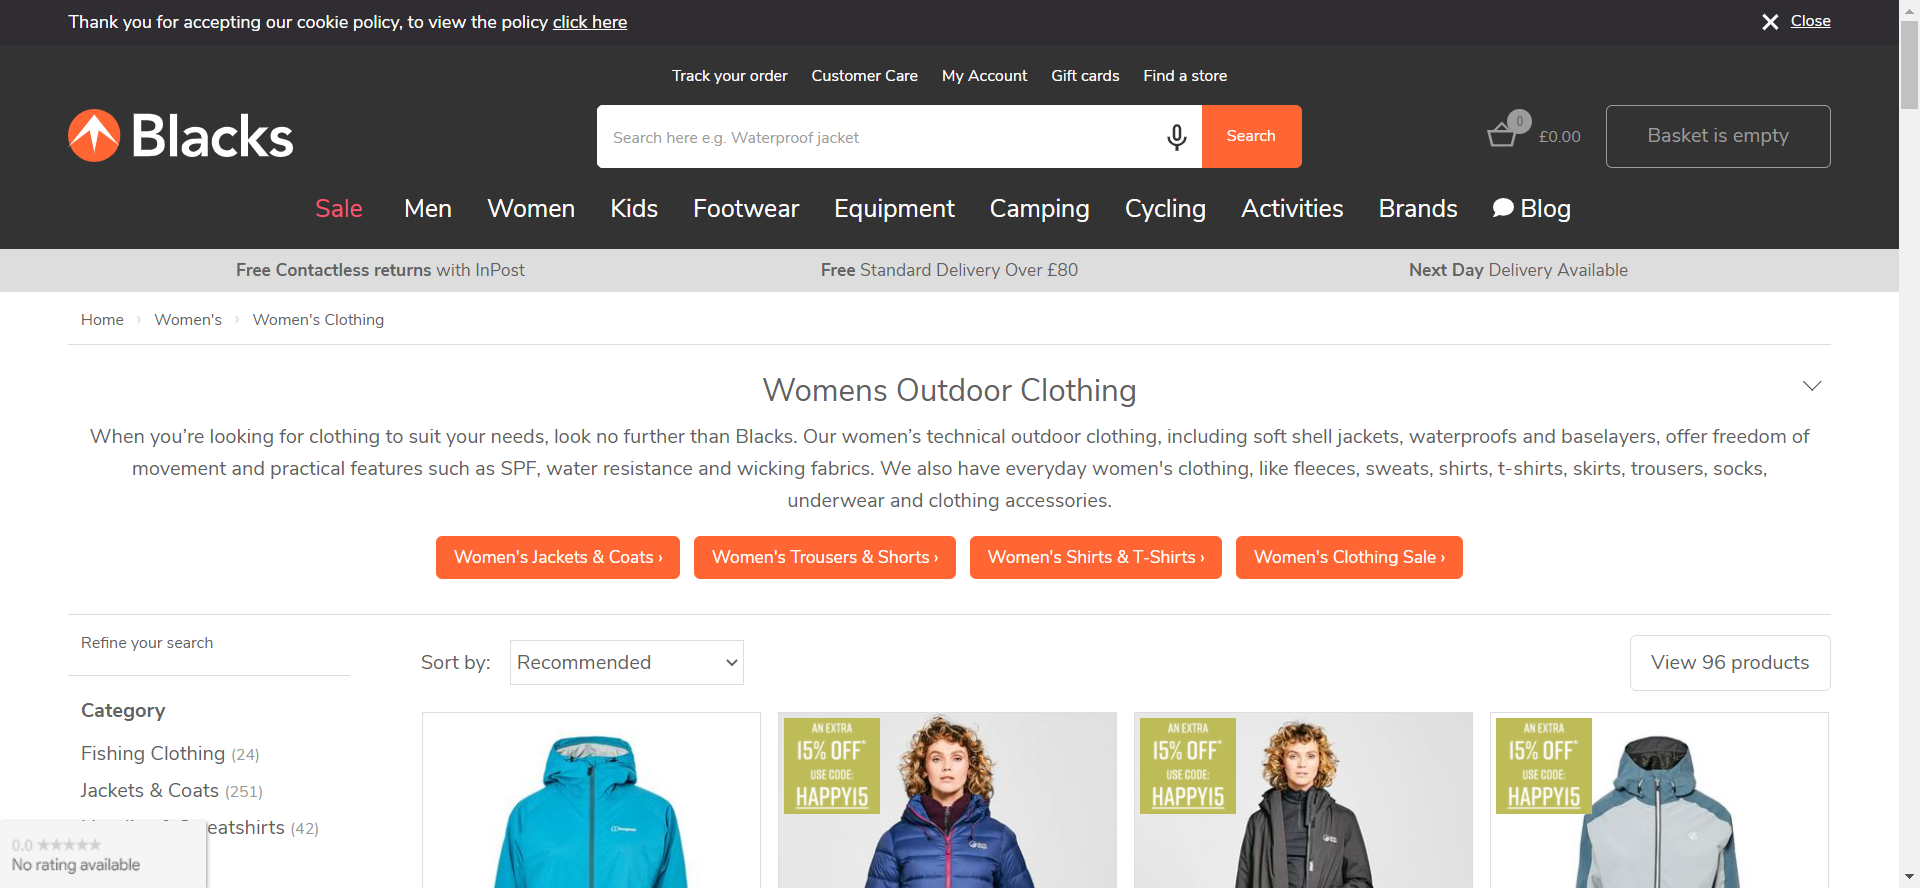 Thank you for accepting our cookie policy, to view the policy click here
Close
Track your order Customer Care My Account Gift cards Find a store
Blacks
Search here e.g. Waterproof jacket
Search
0
£0.00
Basket is empty
Sale Men Women Kids Footwear Equipment Camping Cycling Activities Brands Blog
Free Contactless returns with InPost
Free Standard Delivery Over £80
Next Day Delivery Available
Home › Women's › Women's Clothing
Womens Outdoor Clothing
When you’re looking for clothing to suit your needs, look no further than Blacks. Our women’s technical outdoor clothing, including soft shell jackets, waterproofs and baselayers, offer freedom of
movement and practical features such as SPF, water resistance and wicking fabrics. We also have everyday women's clothing, like fleeces, sweats, shirts, t-shirts, skirts, trousers, socks,
underwear and clothing accessories.
Women's Jackets & Coats ›
Women's Trousers & Shorts ›
Women's Shirts & T-Shirts ›
Women's Clothing Sale ›
Refine your search
Sort by: Recommended
View 96 products
Category
Fishing Clothing (24)
Jackets & Coats (251)
eatshirts (42)
0.0
No rating available
AN EXTRA
15% OFF*
USE CODE:
HAPPY15
AN EXTRA
15% OFF*
USE CODE:
HAPPY15
AN EXTRA
15% OFF*
USE CODE:
HAPPY15